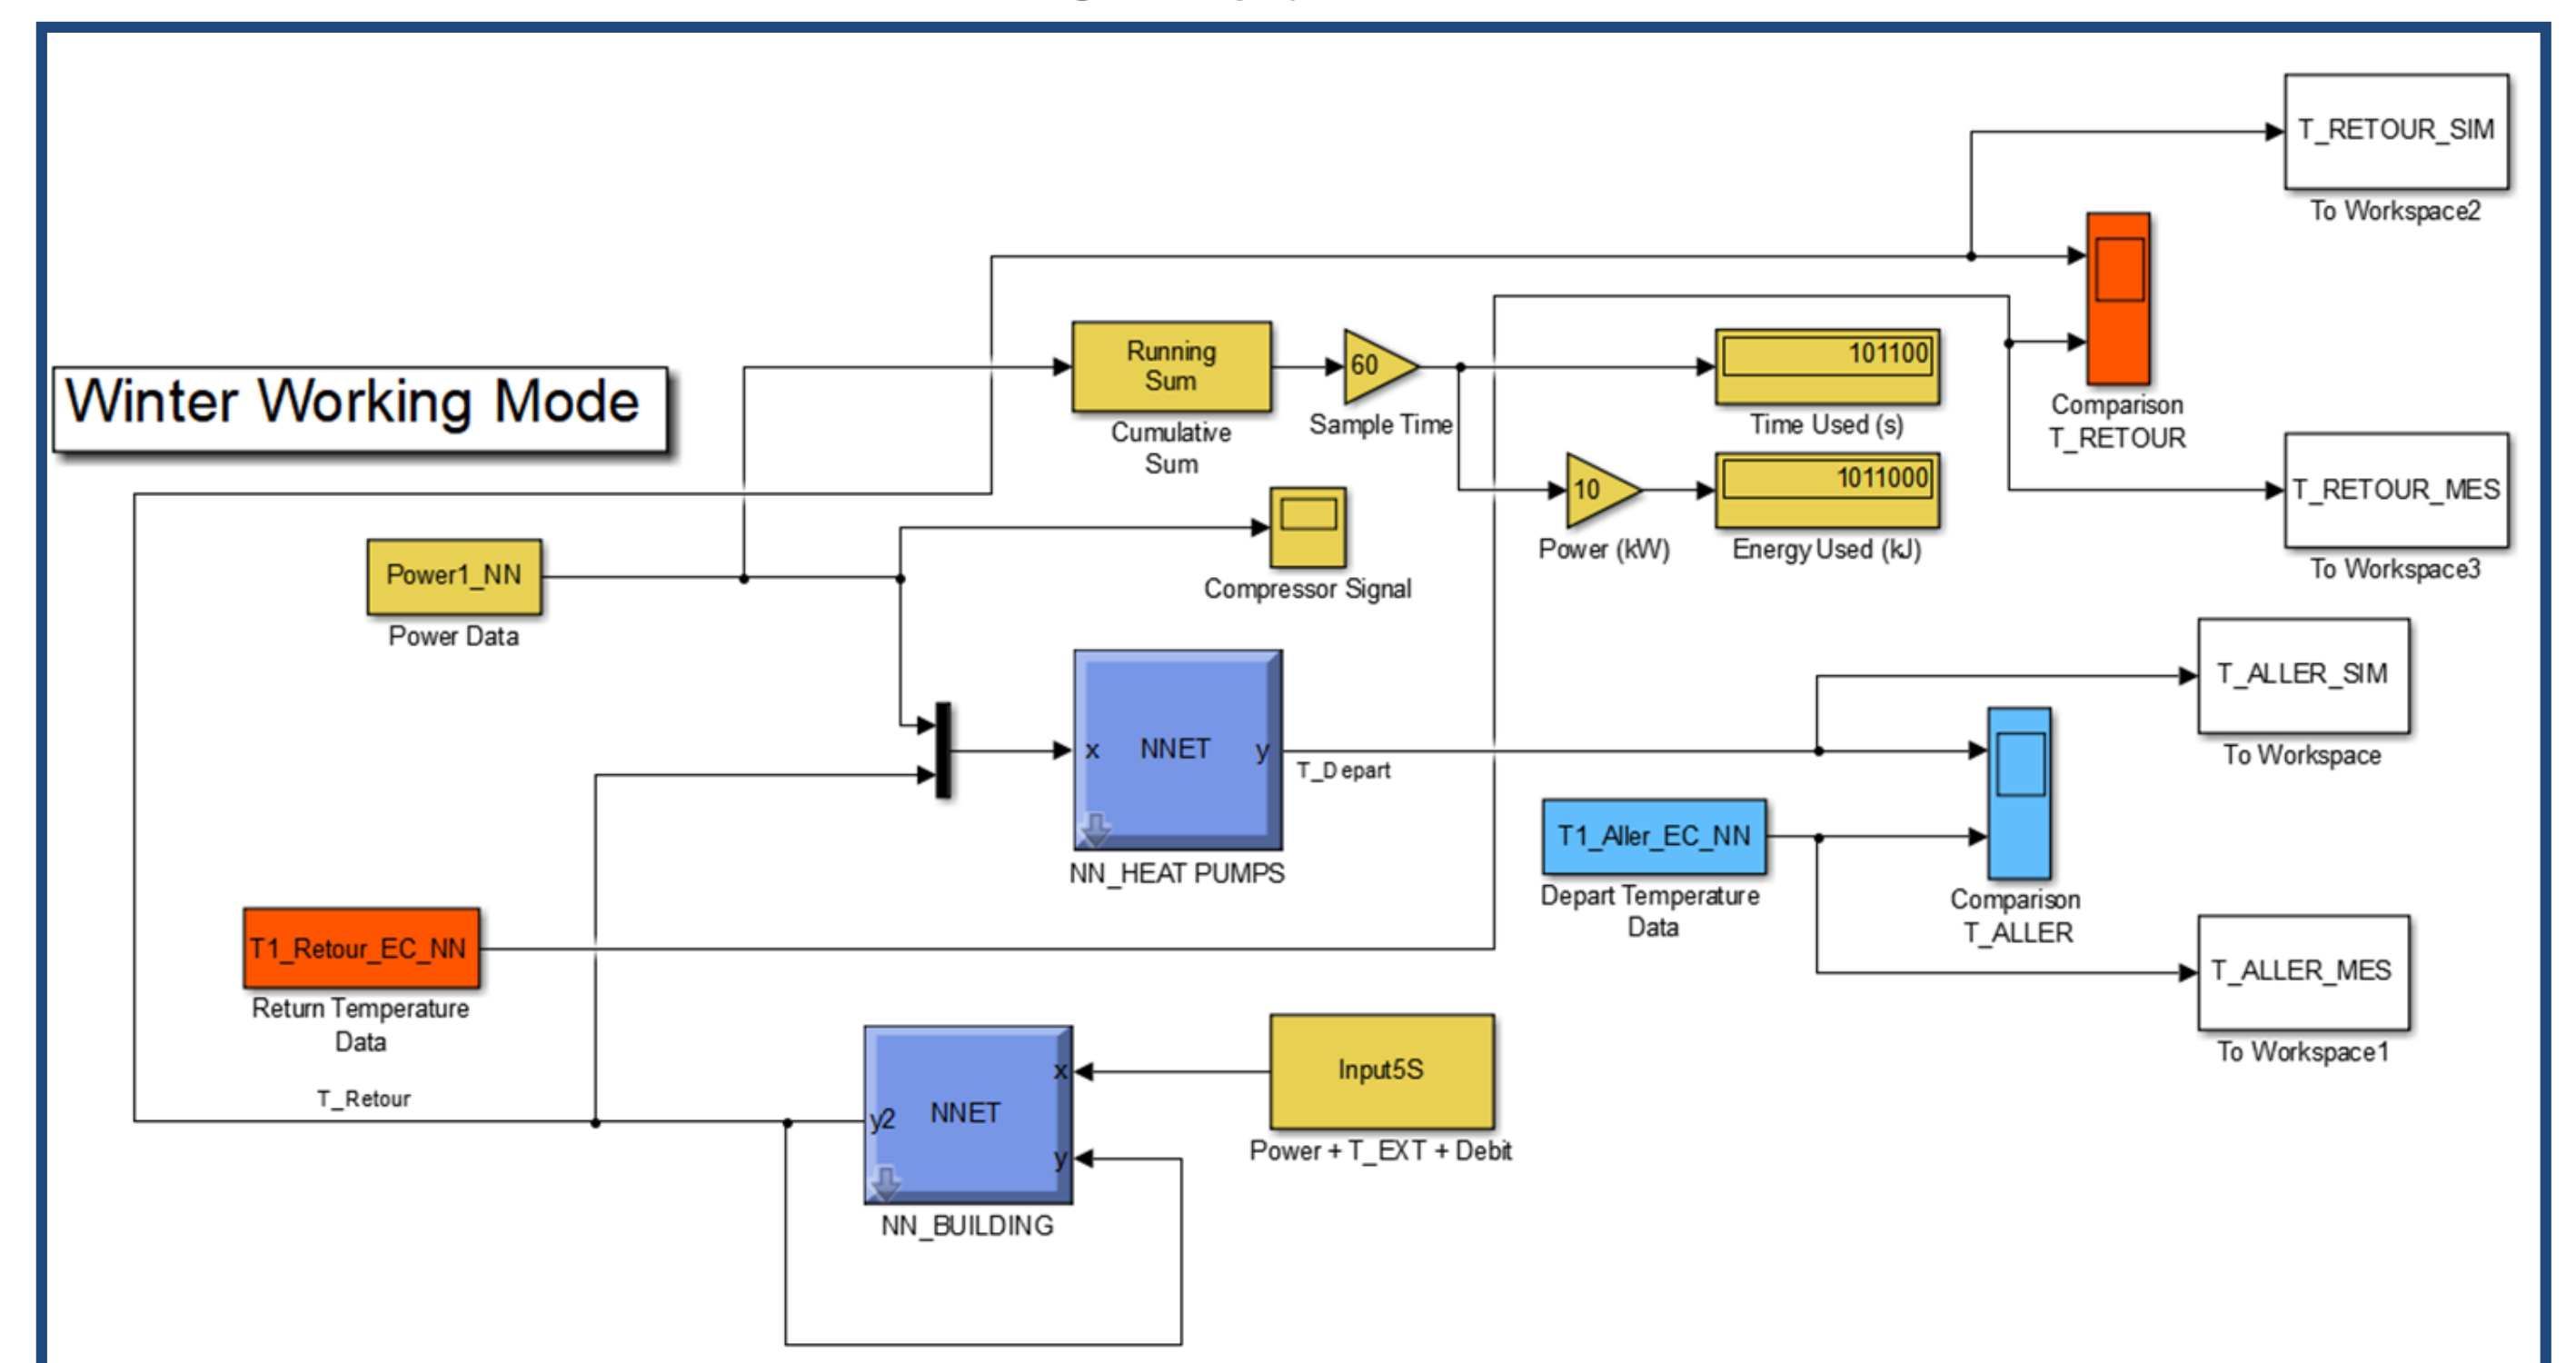 T_RETOUR_SIM
To Workspace2
Winter Working Mode
Running
Sum
Cumulative
Sum
60
Sample Time
101100
Time Used (s)
Comparison
T_RETOUR
10
Power (kW)
1011000
Energy Used (kJ)
T_RETOUR_MES
To Workspace3
Power1_NN
Power Data
Compressor Signal
T_ALLER_SIM
To Workspace
x
NNET
y
T_Depart
NN_HEAT PUMPS
T1_Aller_EC_NN
Depart Temperature
Data
Comparison
T_ALLER
T1_Retour_EC_NN
Return Temperature
Data
T_ALLER_MES
To Workspace1
T_Retour
y2
NNET
x
y
NN_BUILDING
Input5S
Power + T_EXT + Debit